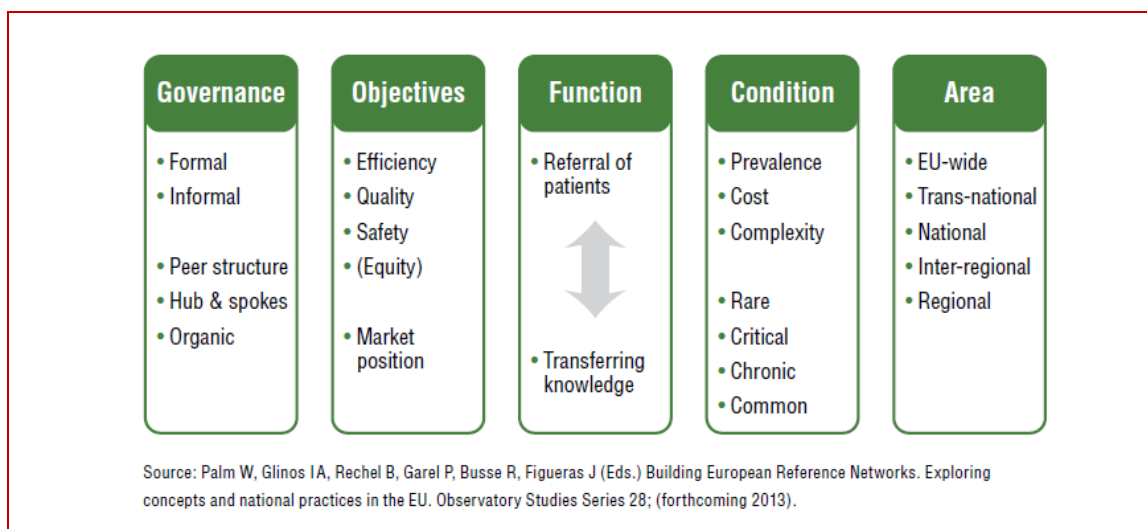 Governance
• Formal
• Informal
• Peer structure
• Hub & spokes
• Organic
Objectives
• Efficiency
• Quality
• Safety
• (Equity)
• Market
position
Function
• Referral of
patients
• Transferring
knowledge
Condition
• Prevalence
• Cost
• Complexity
• Rare
• Critical
• Chronic
• Common
Area
• EU-wide
• Trans-national
• National
• Inter-regional
• Regional
Source: Palm W, Glinos IA, Rechel B, Garel P, Busse R, Figueras J (Eds.) Building European Reference Networks. Exploring
concepts and national practices in the EU. Observatory Studies Series 28; (forthcoming 2013).